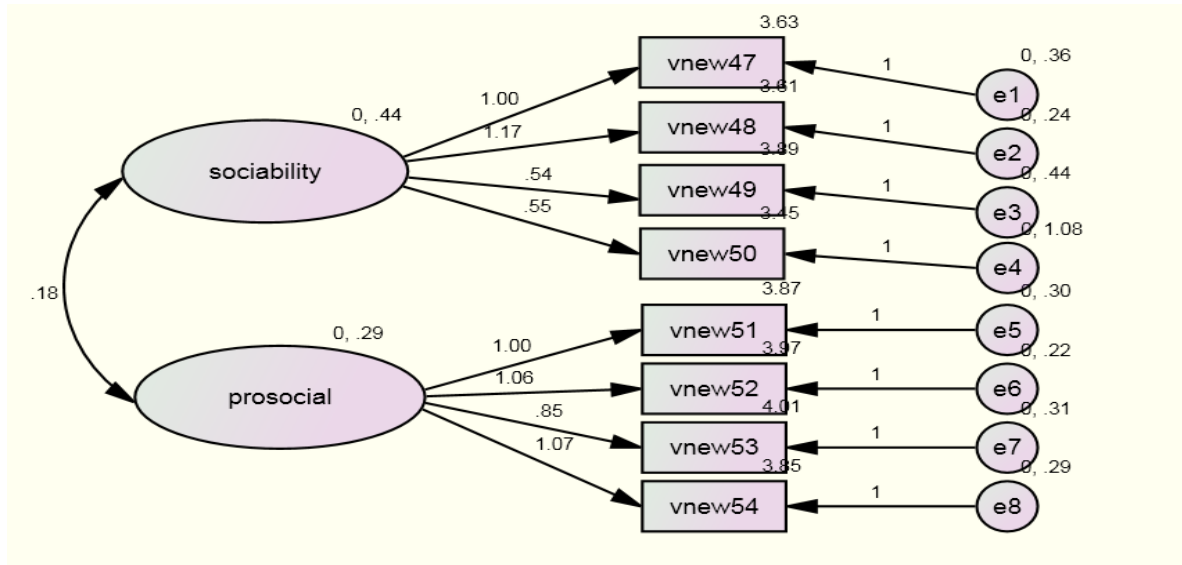 3.63
vnew47
1
0, .36
e1
1.00
3.61
vnew48
1
0, .24
e2
0, .44
1.17
3.89
vnew49
1
0, .44
e3
sociability
.54
3.45
vnew50
1
0, 1.08
e4
.55
3.87
vnew51
1
0, .30
e5
.18
0, .29
1.00
3.97
vnew52
1
0, .22
e6
1.06
4.01
vnew53
1
0, .31
e7
prosocial
.85
3.85
vnew54
1
0, .29
e8
1.07